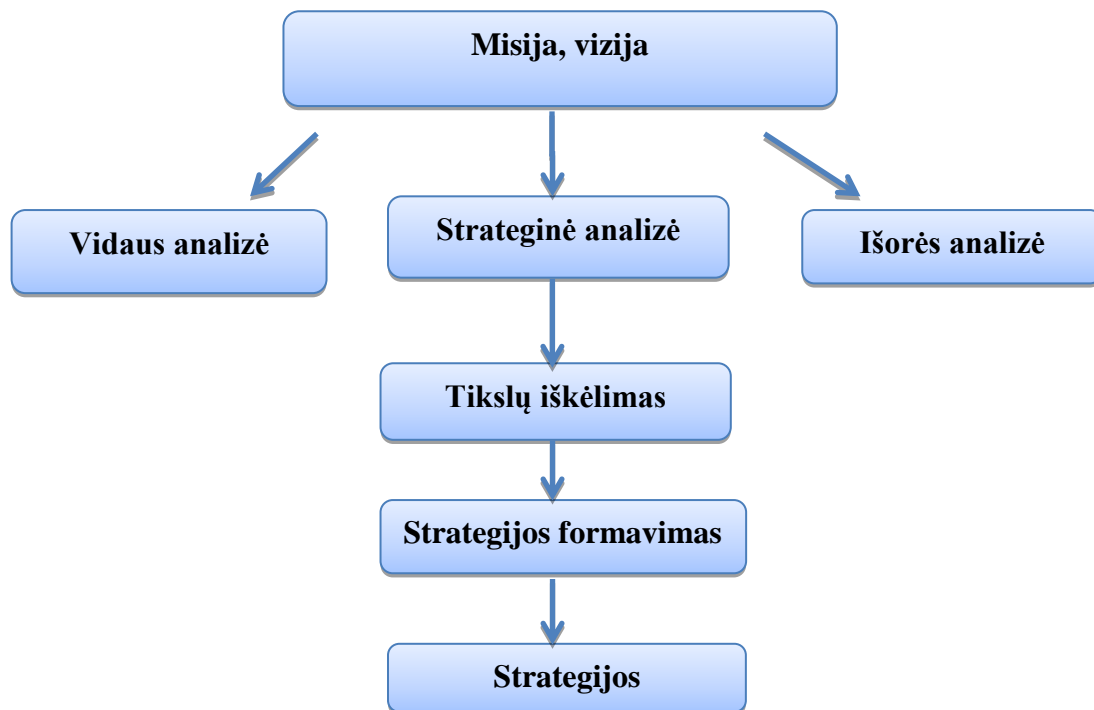 Misija, vizija
Vidaus analizė
Strateginė analizė
Išorės analizė
Tikslų iškėlimas
Strategijos formavimas
Strategijos